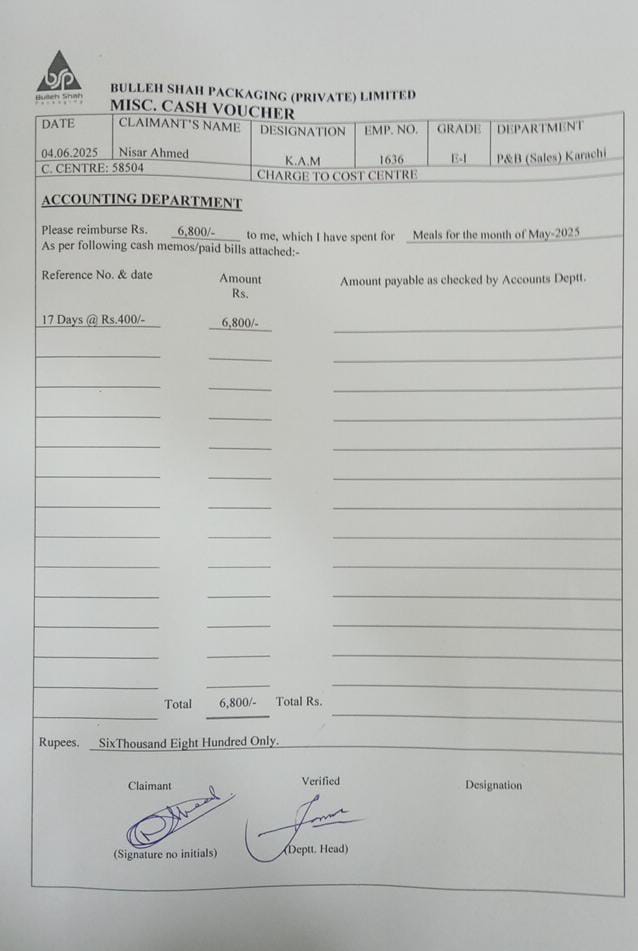 bsp
Bulleh Shah
Packaging
BULLEH SHAH PACKAGING (PRIVATE) LIMITED
MISC. CASH VOUCHER
DATE CLAIMANT'S NAME DESIGNATION EMP. NO. GRADE DEPARTMENT
04.06.2025 Nisar Ahmed K.A.M 1636 E-I P&B (Sales) Karachi
C. CENTRE: 58504 CHARGE TO COST CENTRE
ACCOUNTING DEPARTMENT
Please reimburse Rs. 6,800/- to me, which I have spent for Meals for the month of May-2025
As per following cash memos/paid bills attached:-
Reference No. & date Amount Rs. Amount payable as checked by Accounts Deptt.
17 Days @ Rs.400/- 6,800/-
Total 6,800/- Total Rs.
Rupees. SixThousand Eight Hundred Only.
Claimant Verified Designation
(Signature no initials) (Deptt. Head)